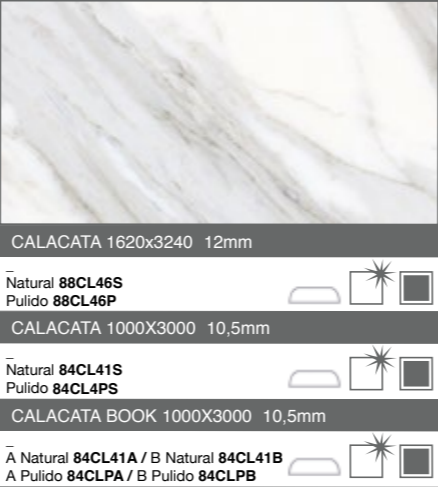 CALACATA 1620x3240 12mm
–
Natural 88CL46S
Pulido 88CL46P
CALACATA 1000X3000 10,5mm
–
Natural 84CL41S
Pulido 84CL4PS
CALACATA BOOK 1000X3000 10,5mm
–
A Natural 84CL41A / B Natural 84CL41B
A Pulido 84CLPA / B Pulido 84CLPB